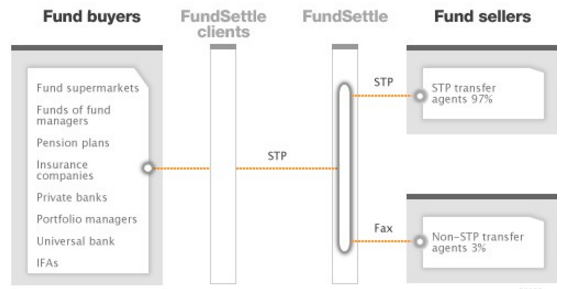 Fund buyers
FundSettle
clients
FundSettle
Fund sellers
Fund supermarkets
Funds of fund
managers
Pension plans
Insurance
companies
Private banks
Portfolio managers
Universal bank
IFAs
STP
STP
STP transfer
agents 97%
Fax
Non-STP transfer
agents 3%